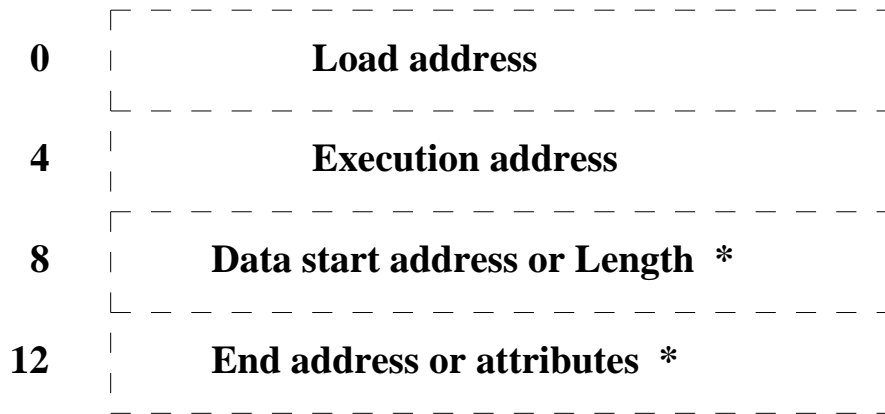 0 Load address
4 Execution address
8 Data start address or Length *
12 End address or attributes *